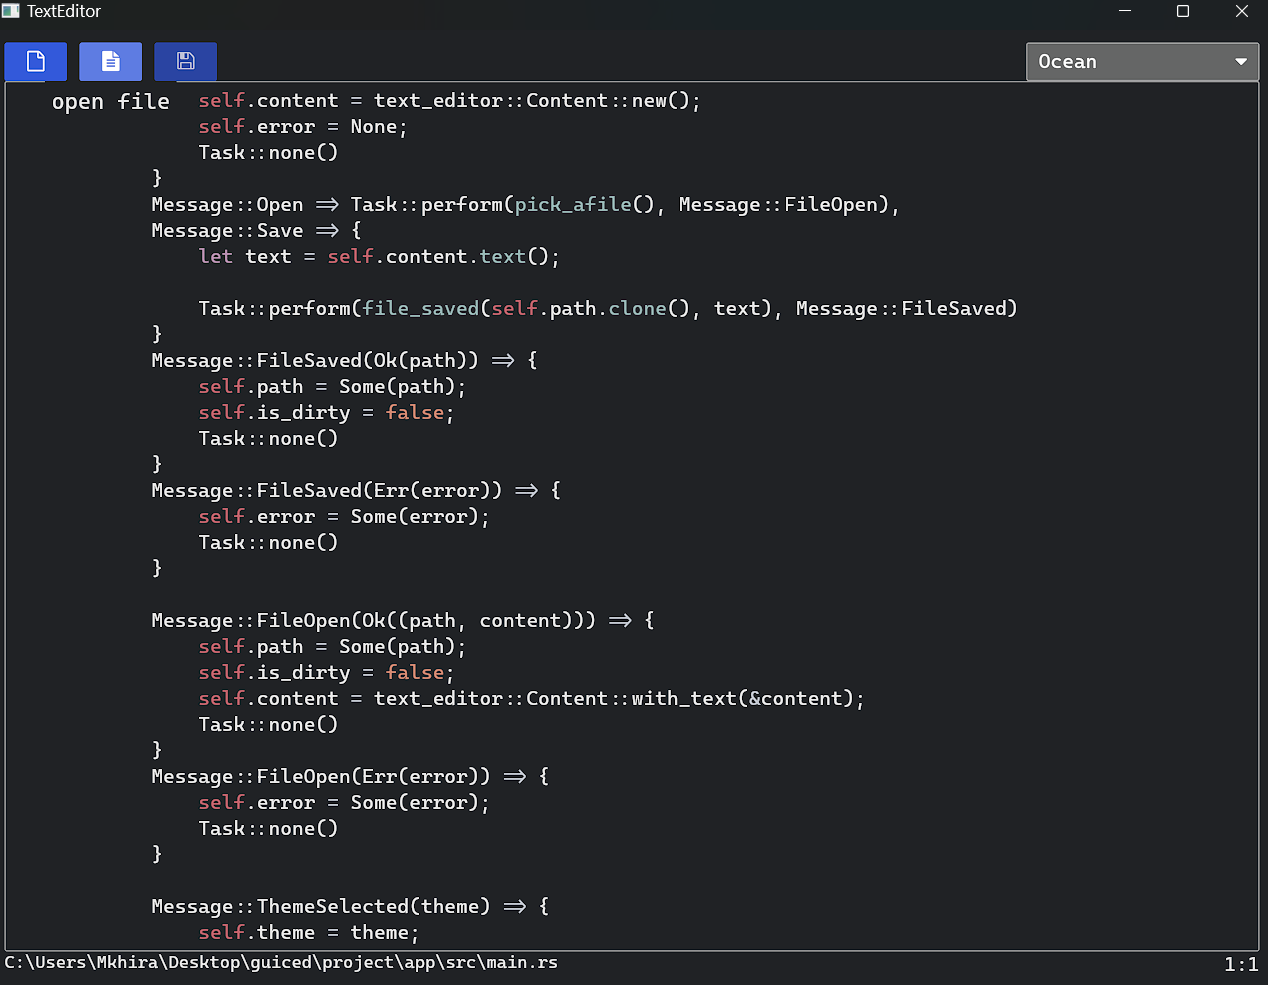 TextEditor
Ocean
open file
self.content = text_editor::Content::new();
self.error = None;
Task::none()
}
Message::Open => Task::perform(pick_afile(), Message::FileOpen),
Message::Save => {
let text = self.content.text();
Task::perform(file_saved(self.path.clone(), text), Message::FileSaved)
}
Message::FileSaved(Ok(path)) => {
self.path = Some(path);
self.is_dirty = false;
Task::none()
}
Message::FileSaved(Err(error)) => {
self.error = Some(error);
Task::none()
}
Message::FileOpen(Ok((path, content))) => {
self.path = Some(path);
self.is_dirty = false;
self.content = text_editor::Content::with_text(&content);
Task::none()
}
Message::FileOpen(Err(error)) => {
self.error = Some(error);
Task::none()
}
Message::ThemeSelected(theme) => {
self.theme = theme;
C:\Users\Mkhira\Desktop\guiced\project\app\src\main.rs
1:1